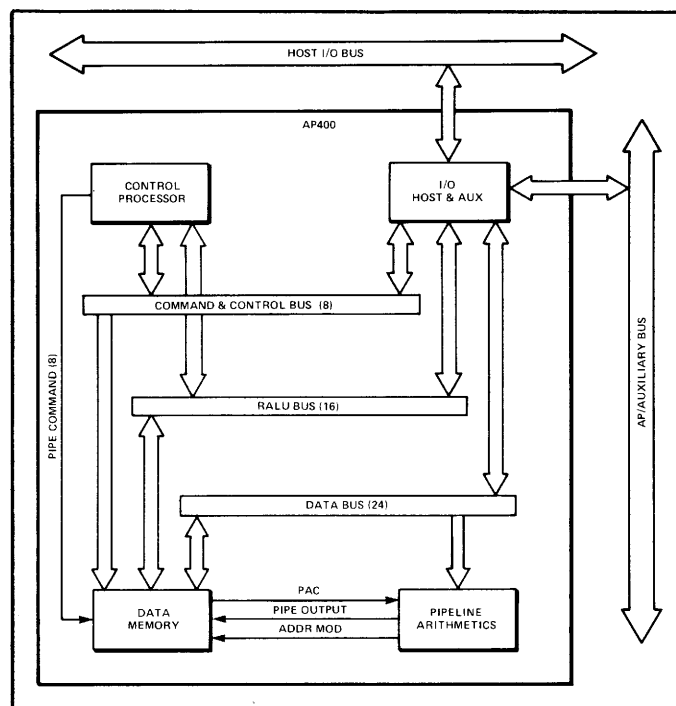 HOST I/O BUS
AP400
CONTROL
PROCESSOR
I/O
HOST & AUX
COMMAND & CONTROL BUS (8)
PIPE COMMAND (8)
AP/AUXILIARY BUS
RALU BUS (16)
DATA BUS (24)
PAC
DATA
MEMORY
PIPE OUTPUT
PIPELINE
ARITHMETICS
ADDR MOD